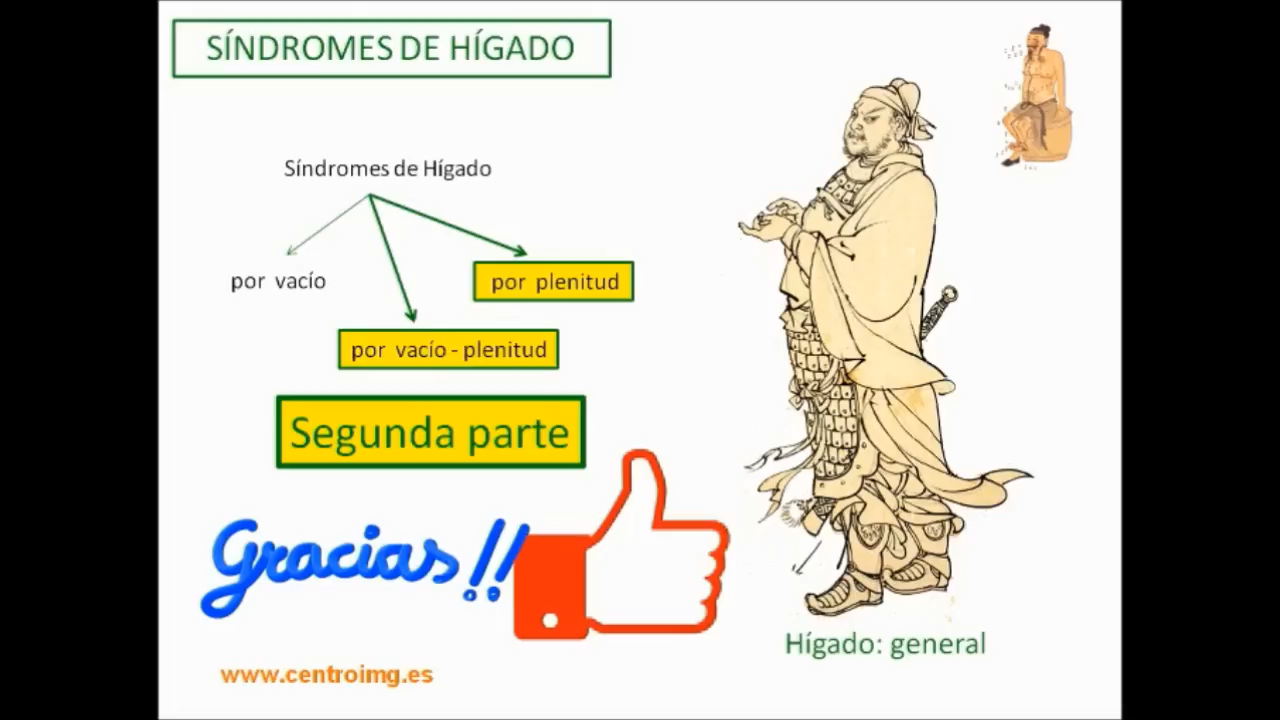 SÍNDROMES DE HÍGADO
Síndromes de Hígado
por vacío
por plenitud
por vacío - plenitud
Segunda parte
Gracias!!
Hígado: general
www.centroimg.es